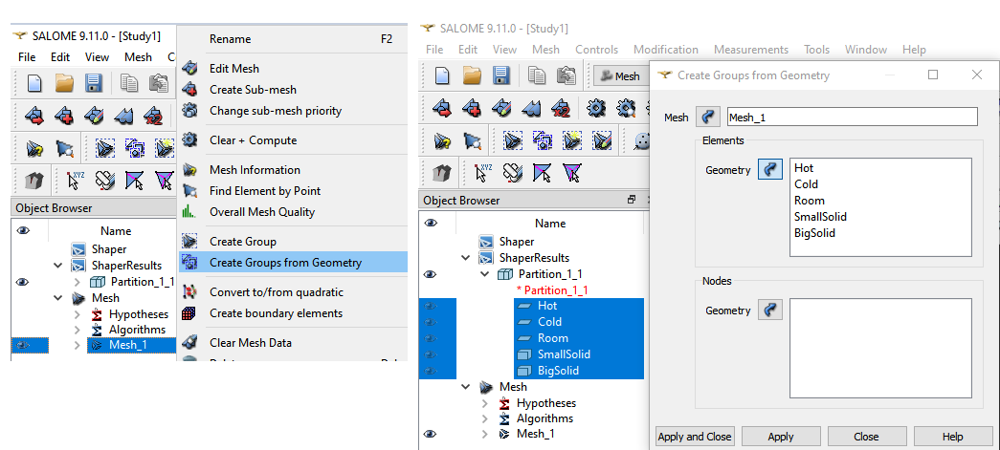 SALOME 9.11.0 - [Study1]
File Edit View Mesh C
Object Browser
Name
Shaper
ShaperResults
Partition_1_1
Mesh
Hypotheses
Algorithms
Mesh_1
Rename F2
Edit Mesh
Create Sub-mesh
Change sub-mesh priority
Clear + Compute
Mesh Information
Find Element by Point
Overall Mesh Quality
Create Group
Create Groups from Geometry
Convert to/from quadratic
Create boundary elements
Clear Mesh Data
SALOME 9.11.0 - [Study1]
File Edit View Mesh Controls Modification Measurements Tools Window Help
Mesh
XYZ
Object Browser
Name
Shaper
ShaperResults
Partition_1_1
* Partition_1_1
Hot
Cold
Room
SmallSolid
BigSolid
Mesh
Hypotheses
Algorithms
Mesh_1
Create Groups from Geometry
Mesh Mesh_1
Elements
Geometry
Hot
Cold
Room
SmallSolid
BigSolid
Nodes
Geometry
Apply and Close Apply Close Help